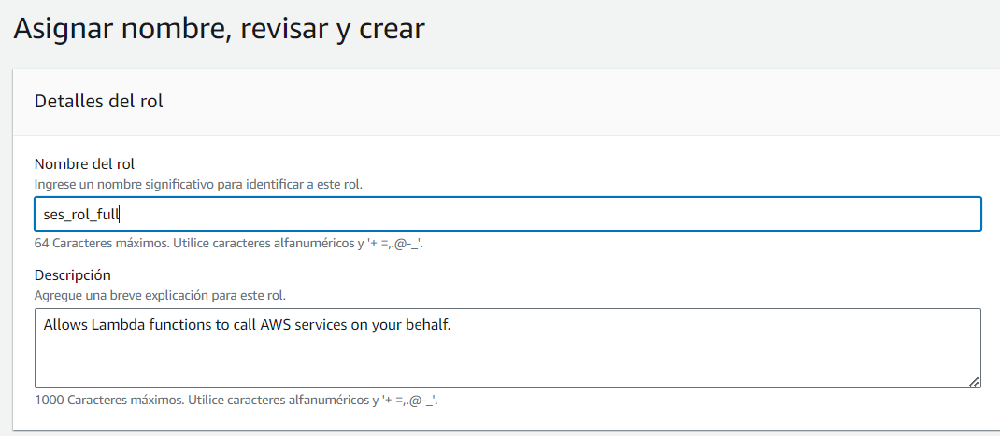 Asignar nombre, revisar y crear
Detalles del rol
Nombre del rol
Ingrese un nombre significativo para identificar a este rol.
ses_rol_full
64 Caracteres máximos. Utilice caracteres alfanuméricos y '+ =,.@-_'.
Descripción
Agregue una breve explicación para este rol.
Allows Lambda functions to call AWS services on your behalf.
1000 Caracteres máximos. Utilice caracteres alfanuméricos y '+ =,.@-_'.